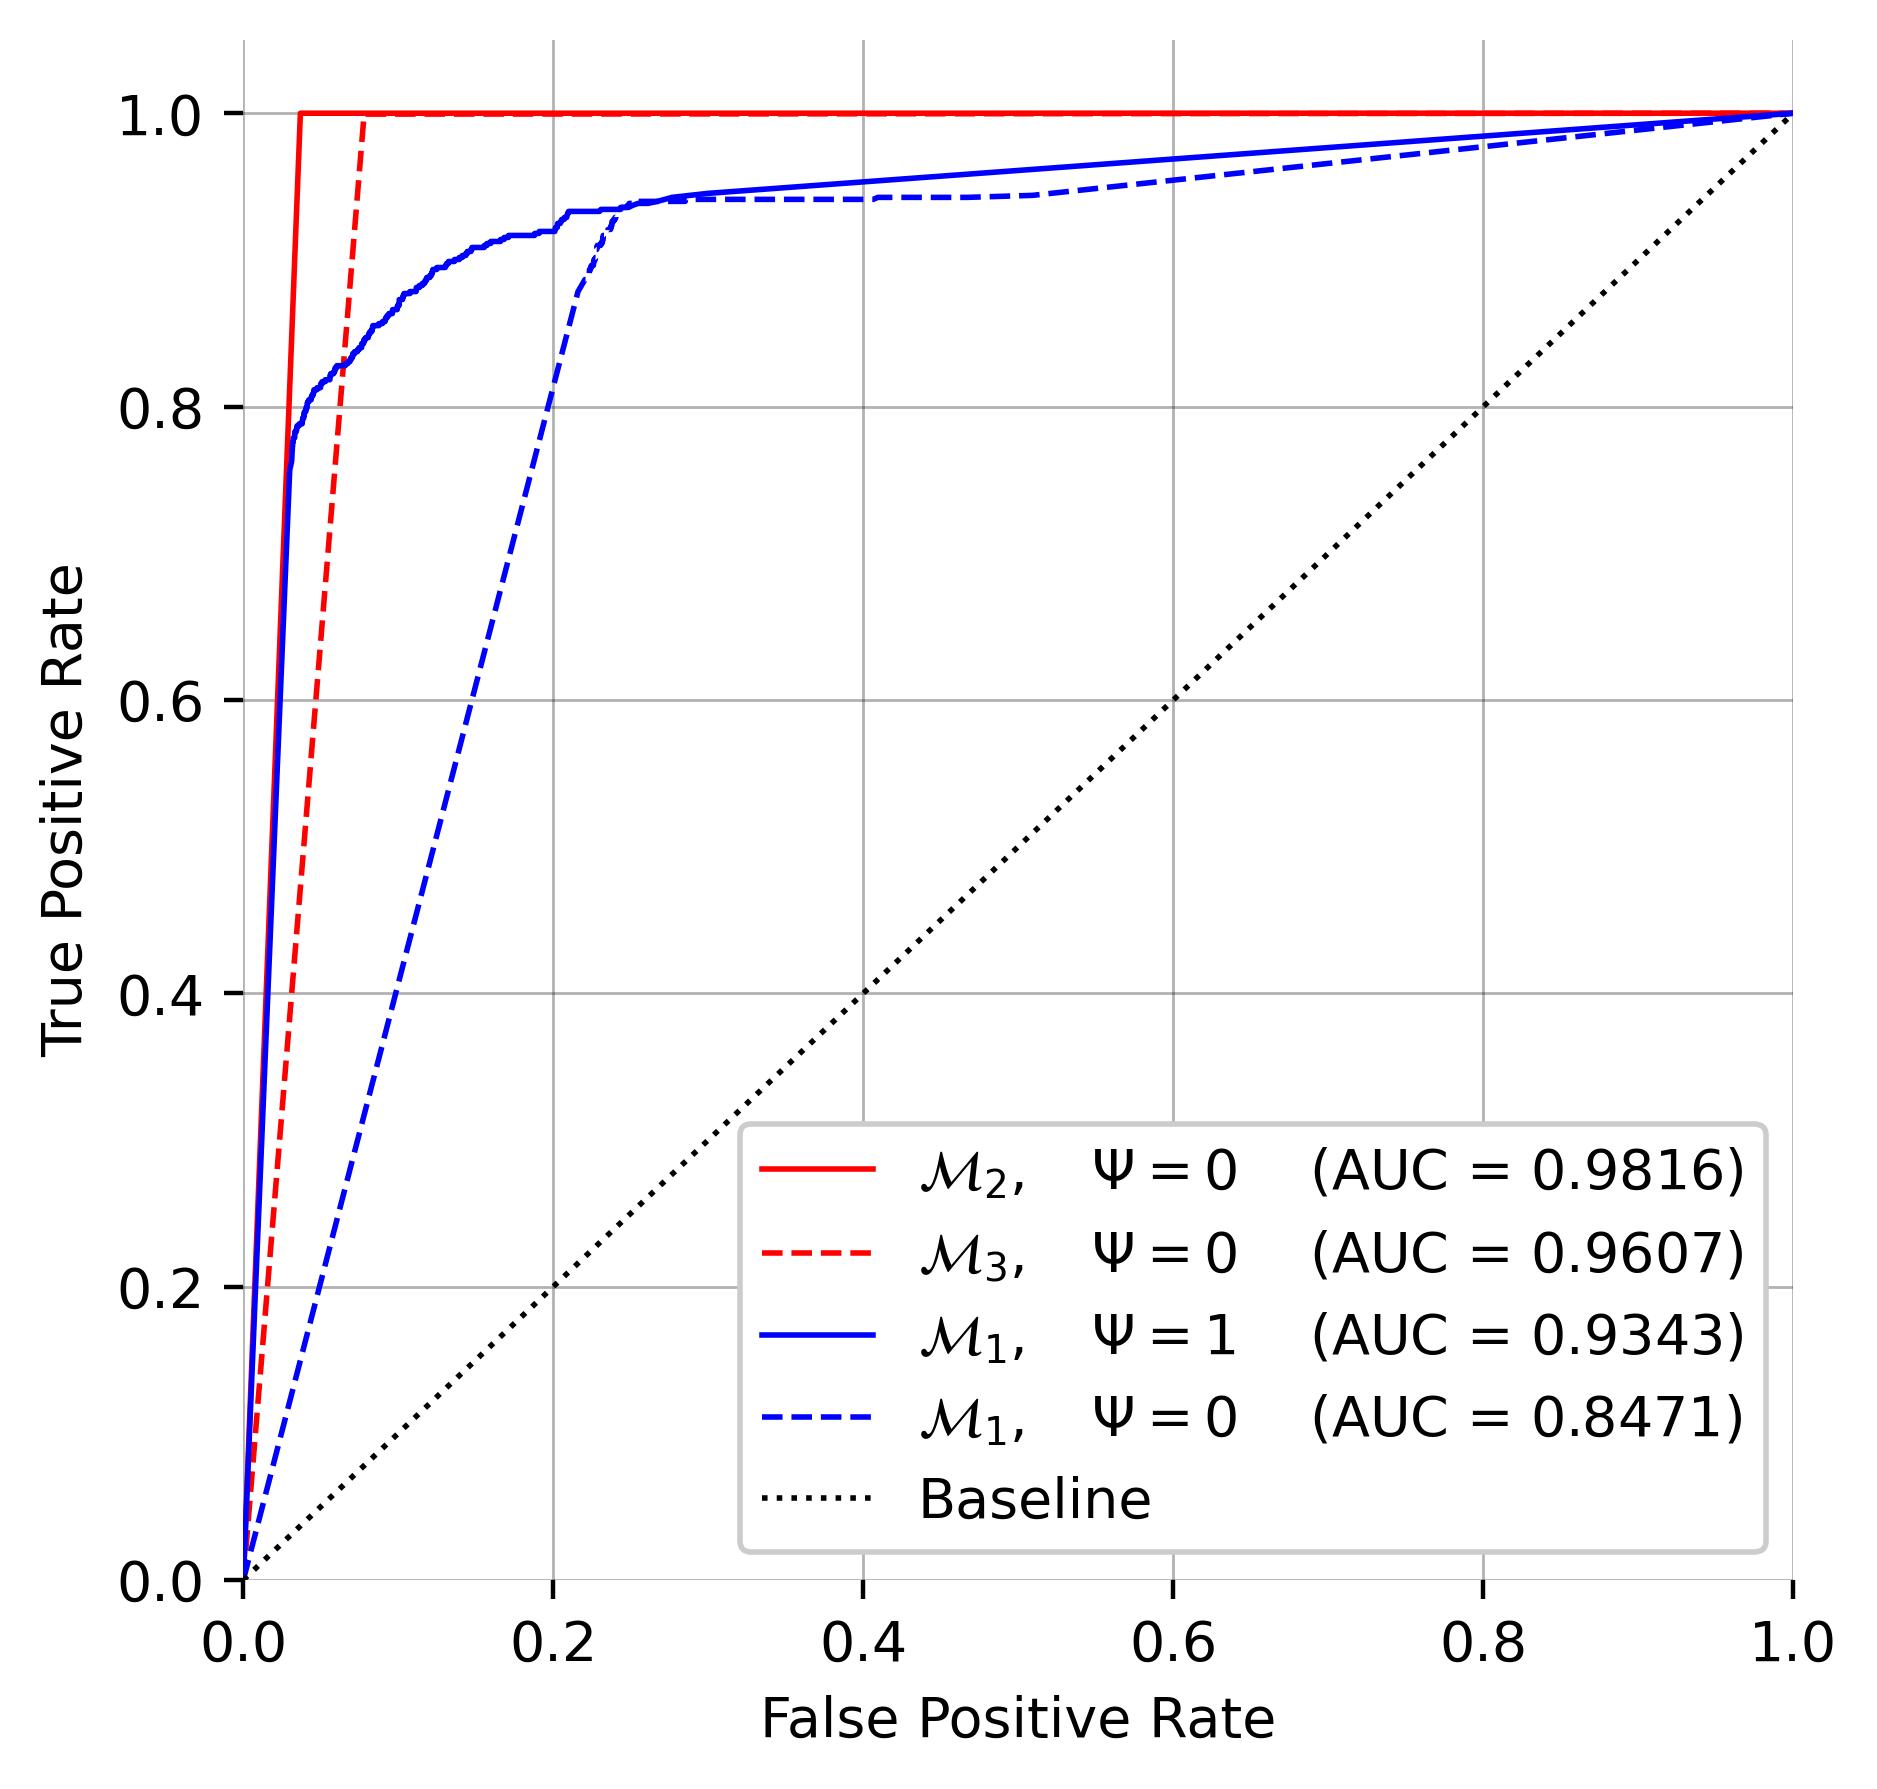 1.0
0.8
0.6
0.4
0.2
0.0
True Positive Rate
ℳ₂, Ψ = 0 (AUC = 0.9816)
ℳ₃, Ψ = 0 (AUC = 0.9607)
ℳ₁, Ψ = 1 (AUC = 0.9343)
ℳ₁, Ψ = 0 (AUC = 0.8471)
Baseline
0.0 0.2 0.4 0.6 0.8 1.0
False Positive Rate